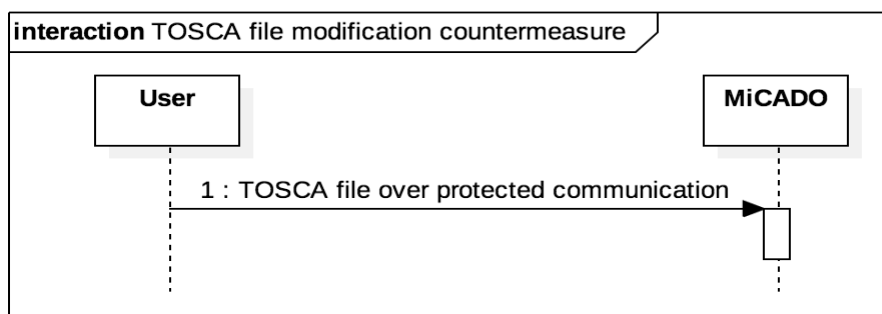 interaction TOSCA file modification countermeasure
User
MiCADO
1 : TOSCA file over protected communication